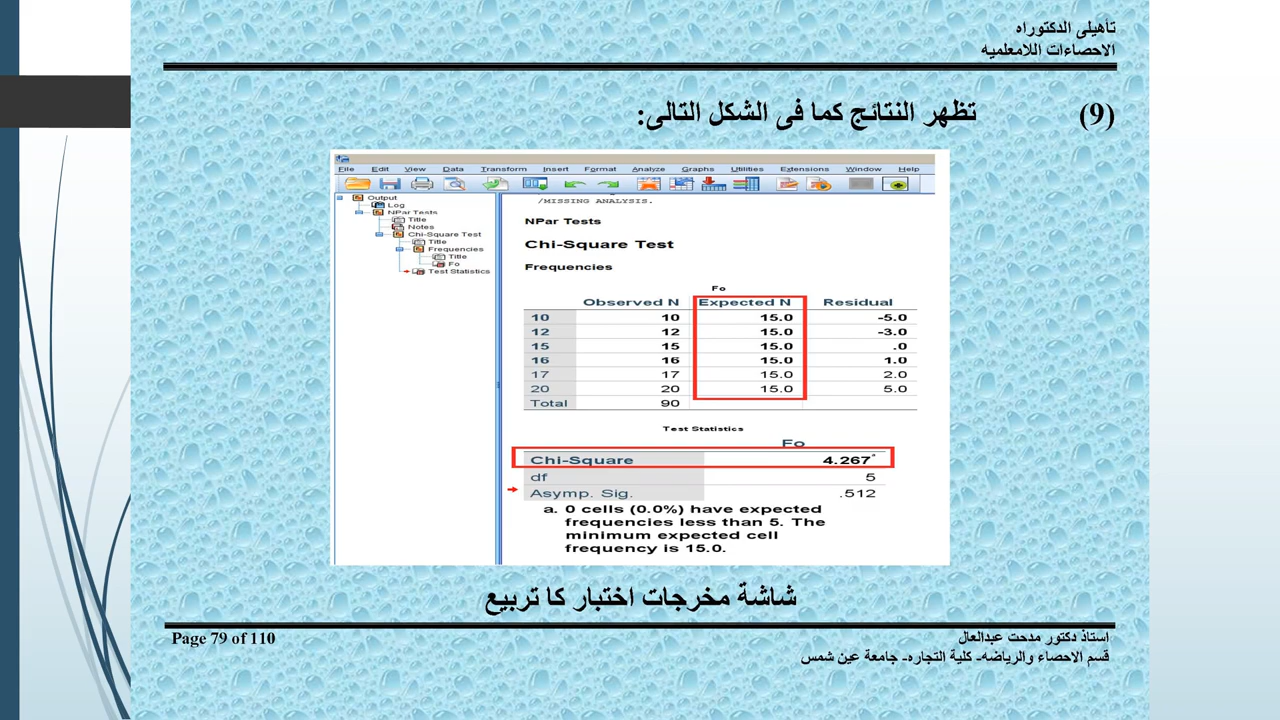 تأهيلى الدكتوراه
الاحصاءات اللامعلميه
(9) تظهر النتائج كما فى الشكل التالى:
File Edit View Data Transform Insert Format Analyze Graphs Utilities Extensions Window Help
Output
Log
NPar Tests
Title
Notes
Chi-Square Test
Title
Frequencies
Title
Fo
Test Statistics
/MISSING ANALYSIS.
NPar Tests
Chi-Square Test
Frequencies
Fo
Observed N Expected N Residual
10 10 15.0 -5.0
12 12 15.0 -3.0
15 15 15.0 .0
16 16 15.0 1.0
17 17 15.0 2.0
20 20 15.0 5.0
Total 90
Test Statistics
Fo
Chi-Square 4.267ᵃ
df 5
Asymp. Sig. .512
a. 0 cells (0.0%) have expected
frequencies less than 5. The
minimum expected cell
frequency is 15.0.
شاشة مخرجات اختبار كا تربيع
استاذ دكتور مدحت عبدالعال
Page 79 of 110
قسم الاحصاء والرياضه- كلية التجاره- جامعة عين شمس